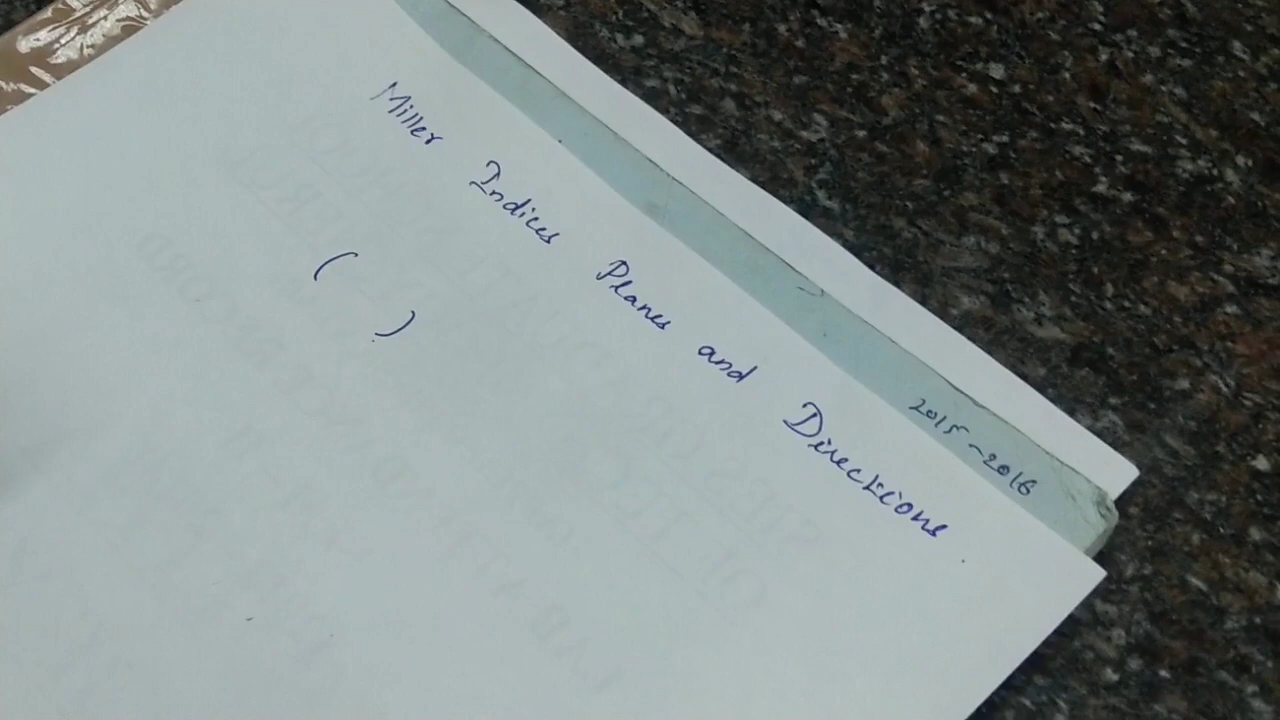 2015-2016
Miller Indices Planes and Directions.
( )